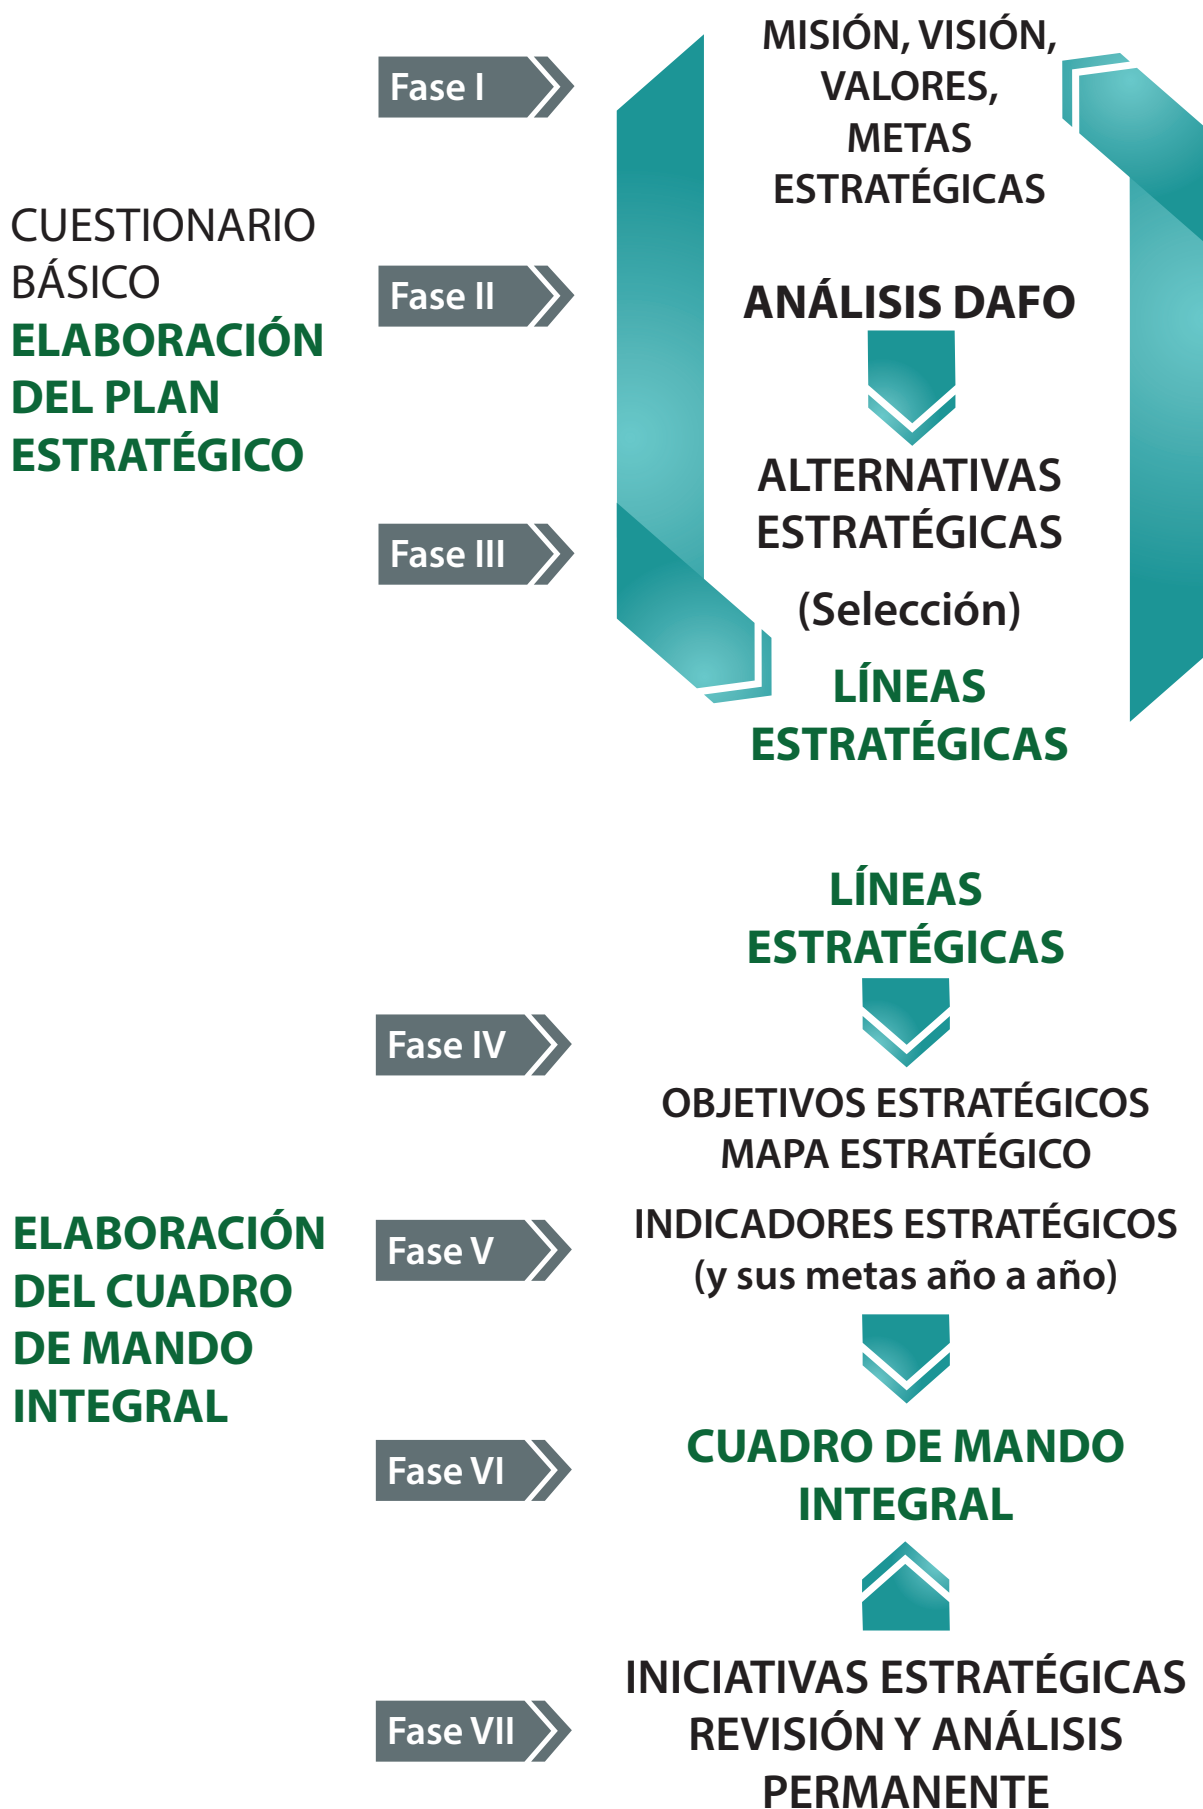 Fase I
MISIÓN, VISIÓN,
VALORES,
METAS
ESTRATÉGICAS
CUESTIONARIO
BÁSICO
ELABORACIÓN
DEL PLAN
ESTRATÉGICO
Fase II
ANÁLISIS DAFO
Fase III
ALTERNATIVAS
ESTRATÉGICAS
(Selección)
LÍNEAS
ESTRATÉGICAS
LÍNEAS
ESTRATÉGICAS
Fase IV
OBJETIVOS ESTRATÉGICOS
MAPA ESTRATÉGICO
ELABORACIÓN
DEL CUADRO
DE MANDO
INTEGRAL
Fase V
INDICADORES ESTRATÉGICOS
(y sus metas año a año)
Fase VI
CUADRO DE MANDO
INTEGRAL
Fase VII
INICIATIVAS ESTRATÉGICAS
REVISIÓN Y ANÁLISIS
PERMANENTE